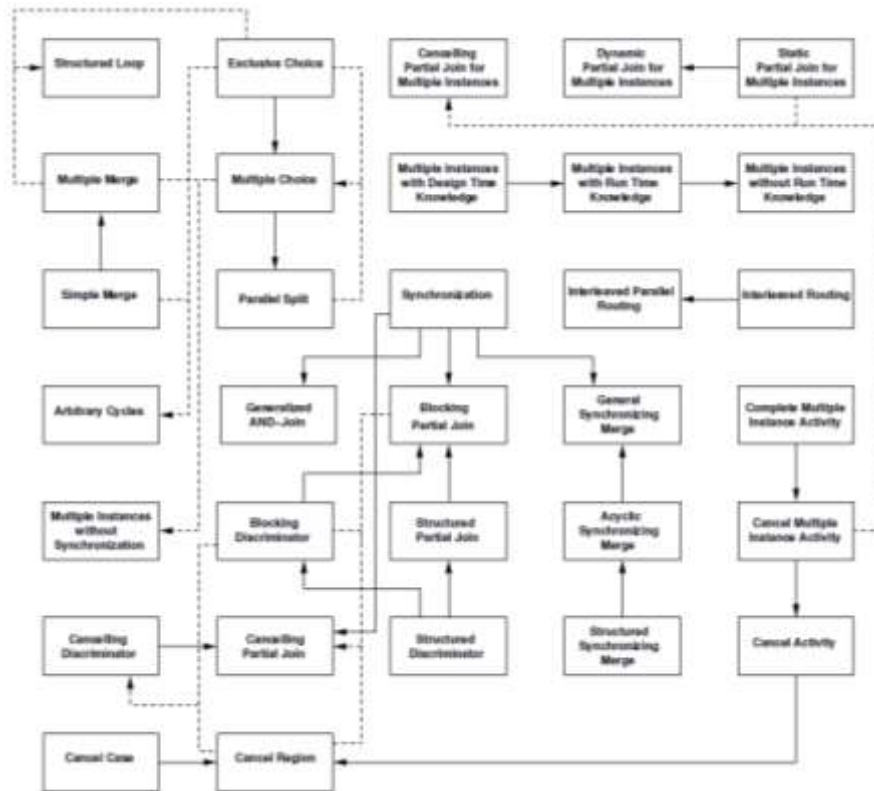 Structured Loop
Exclusive Choice
Cancelling
Partial Join for
Multiple Instances
Dynamic
Partial Join for
Multiple Instances
Static
Partial Join for
Multiple Instances
Multiple Merge
Multiple Choice
Multiple Instances
with Design Time
Knowledge
Multiple Instances
with Run Time
Knowledge
Multiple Instances
without Run Time
Knowledge
Simple Merge
Parallel Split
Synchronization
Interleaved Parallel
Routing
Interleaved Routing
Arbitrary Cycles
Generalized
AND-Join
Blocking
Partial Join
General
Synchronizing
Merge
Complete Multiple
Instance Activity
Multiple Instances
without
Synchronization
Blocking
Discriminator
Structured
Partial Join
Acyclic
Synchronizing
Merge
Cancel Multiple
Instance Activity
Cancelling
Discriminator
Cancelling
Partial Join
Structured
Discriminator
Structured
Synchronizing
Merge
Cancel Activity
Cancel Case
Cancel Region